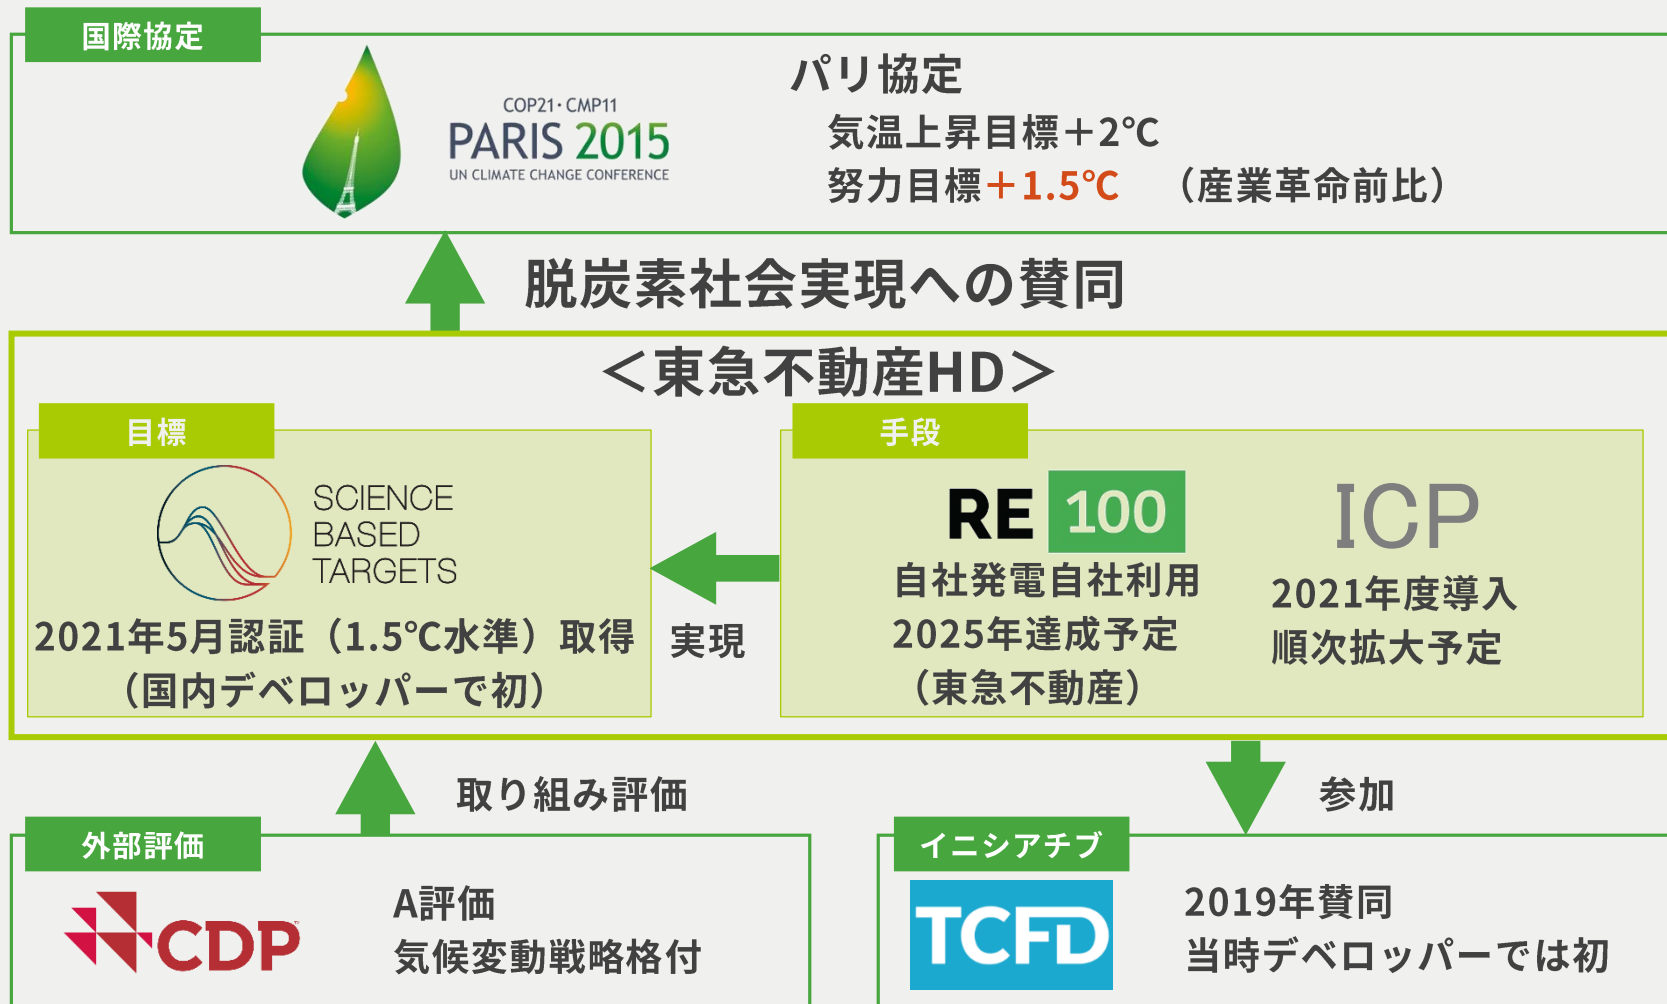 国際協定
COP21・CMP11
PARIS 2015
UN CLIMATE CHANGE CONFERENCE
パリ協定
気温上昇目標＋2℃
努力目標＋1.5℃　（産業革命前比）
脱炭素社会実現への賛同
＜東急不動産HD＞
目標
SCIENCE
BASED
TARGETS
2021年5月認証（1.5℃水準）取得
（国内デベロッパーで初）
実現
手段
RE 100
自社発電自社利用
2025年達成予定
（東急不動産）
ICP
2021年度導入
順次拡大予定
取り組み評価
参加
外部評価
CDP
A評価
気候変動戦略格付
イニシアチブ
TCFD
2019年賛同
当時デベロッパーでは初